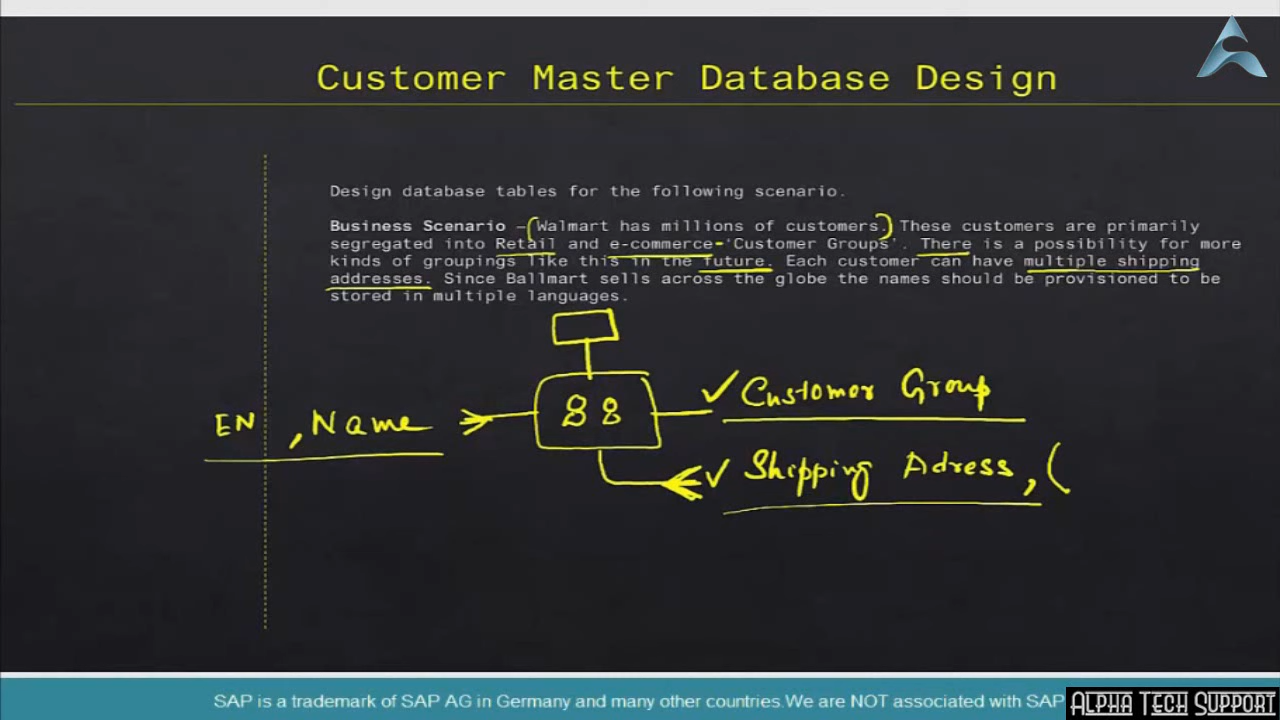 Customer Master Database Design
Design database tables for the following scenario.
Business Scenario – (Walmart has millions of customers.) These customers are primarily
segregated into Retail and e-commerce-'Customer Groups'. There is a possibility for more
kinds of groupings like this in the future. Each customer can have multiple shipping
addresses. Since Ballmart sells across the globe the names should be provisioned to be
stored in multiple languages.
EN , Name
88
✓ Customer Group
✓ Shipping Adress, (
SAP is a trademark of SAP AG in Germany and many other countries.We are NOT associated with SAP
Alpha Tech Support